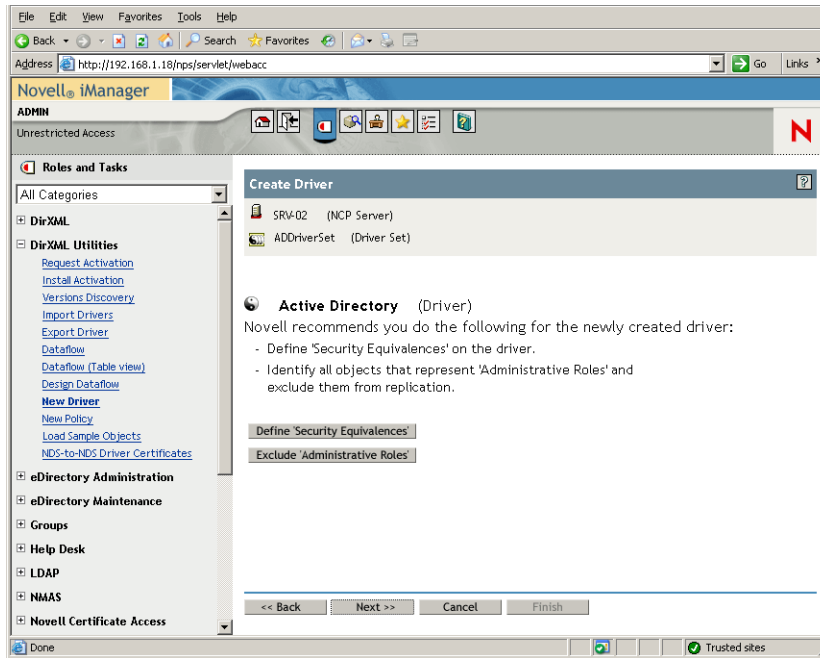 File Edit View Favorites Tools Help
Back Search Favorites
Address http://192.168.1.18/nps/servlet/webacc Go Links
Novell® iManager
ADMIN
Unrestricted Access
N
Roles and Tasks
All Categories
DirXML
DirXML Utilities
Request Activation
Install Activation
Versions Discovery
Import Drivers
Export Driver
Dataflow
Dataflow (Table view)
Design Dataflow
New Driver
New Policy
Load Sample Objects
NDS-to-NDS Driver Certificates
eDirectory Administration
eDirectory Maintenance
Groups
Help Desk
LDAP
NMAS
Novell Certificate Access
Create Driver ?
SRV-02 (NCP Server)
ADDriverSet (Driver Set)
Active Directory (Driver)
Novell recommends you do the following for the newly created driver:
- Define 'Security Equivalences' on the driver.
- Identify all objects that represent 'Administrative Roles' and
exclude them from replication.
Define 'Security Equivalences'
Exclude 'Administrative Roles'
<< Back Next >> Cancel Finish
Done Trusted sites